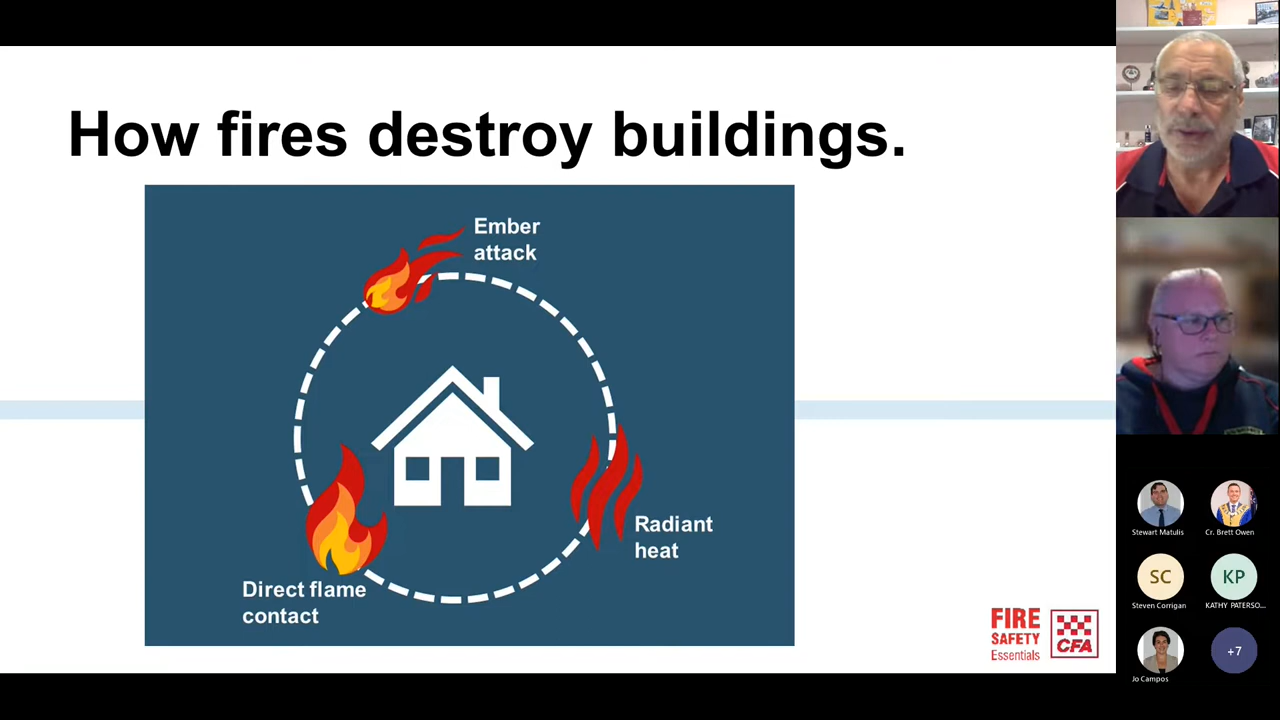 How fires destroy buildings.
Ember
attack
Radiant
heat
Direct flame
contact
FIRE
SAFETY
Essentials
CFA
Stewart Matulis
Cr. Brett Owen
SC
KP
Steven Corrigan
KATHY PATERSO...
Jo Campos
+7